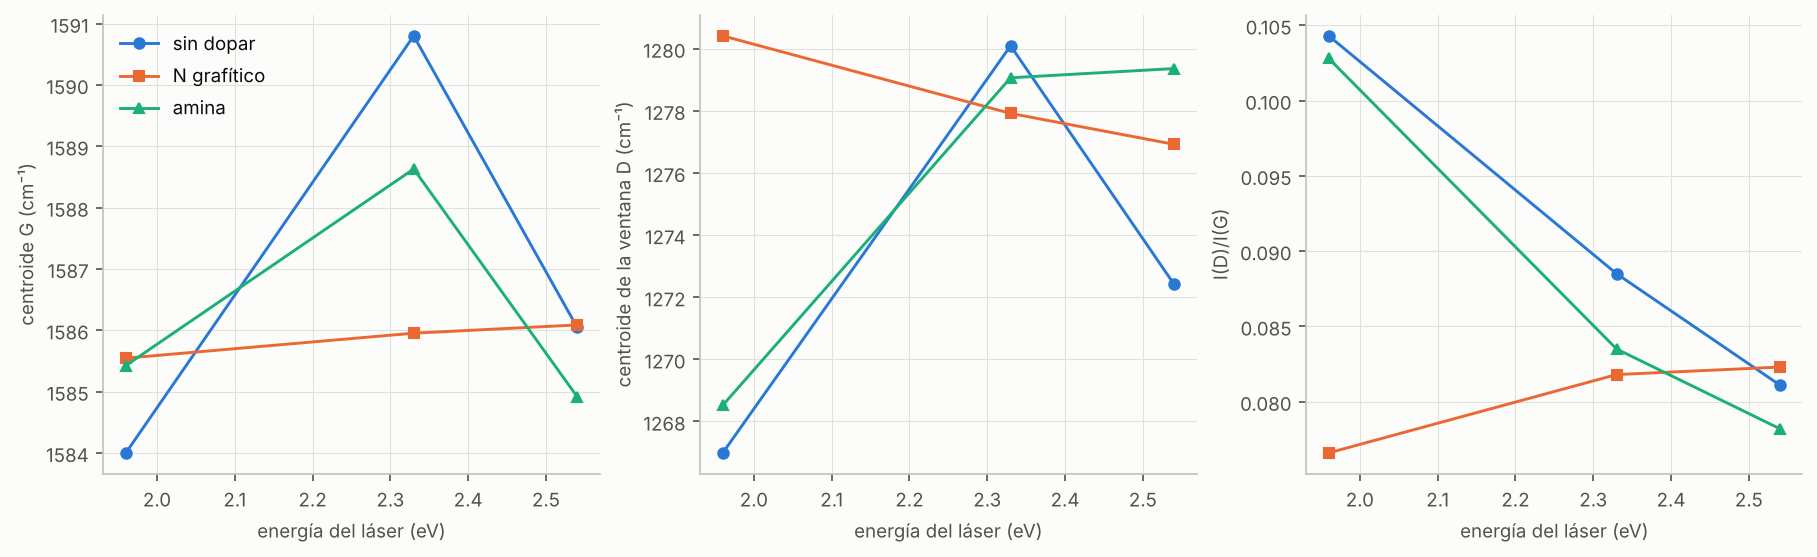 centroide G (cm⁻¹)
1591
1590
1589
1588
1587
1586
1585
1584
sin dopar
N grafítico
amina
2.0 2.1 2.2 2.3 2.4 2.5
energía del láser (eV)
centroide de la ventana D (cm⁻¹)
1280
1278
1276
1274
1272
1270
1268
2.0 2.1 2.2 2.3 2.4 2.5
energía del láser (eV)
I(D)/I(G)
0.105
0.100
0.095
0.090
0.085
0.080
2.0 2.1 2.2 2.3 2.4 2.5
energía del láser (eV)